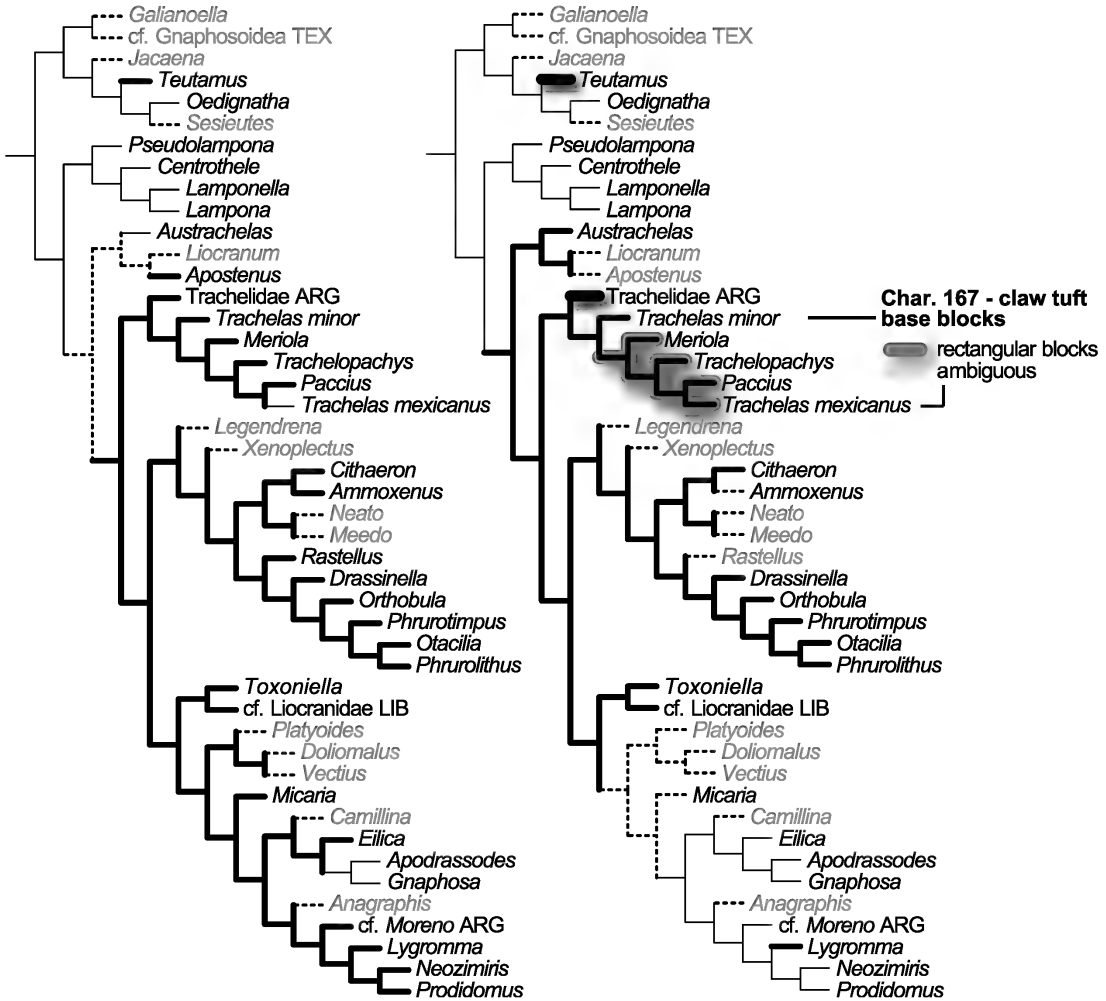 Galianoella
cf. Gnaphosoidea TEX
Jacaena
Teutamus
Oedignatha
Sesieutes
Pseudolampona
Centrothele
Lamponella
Lampona
Austrachelas
Liocranum
Apostenus
Trachelidae ARG
Trachelas minor
Meriola
Trachelopachys
Paccius
Trachelas mexicanus
Legendrena
Xenoplectus
Cithaeron
Ammoxenus
Neato
Meedo
Rastellus
Drassinella
Orthobula
Phrurotimpus
Otacilia
Phrurolithus
Toxoniella
cf. Liocranidae LIB
Platyoides
Doliomalus
Vectius
Micaria
Camillina
Eilica
Apodrassodes
Gnaphosa
Anagraphis
cf. Moreno ARG
Lygromma
Neozimiris
Prodidomus
Galianoella
cf. Gnaphosoidea TEX
Jacaena
Teutamus
Oedignatha
Sesieutes
Pseudolampona
Centrothele
Lamponella
Lampona
Austrachelas
Liocranum
Apostenus
Trachelidae ARG
Trachelas minor
Meriola
Trachelopachys
Paccius
Trachelas mexicanus
Legendrena
Xenoplectus
Cithaeron
Ammoxenus
Neato
Meedo
Rastellus
Drassinella
Orthobula
Phrurotimpus
Otacilia
Phrurolithus
Toxoniella
cf. Liocranidae LIB
Platyoides
Doliomalus
Vectius
Micaria
Camillina
Eilica
Apodrassodes
Gnaphosa
Anagraphis
cf. Moreno ARG
Lygromma
Neozimiris
Prodidomus
Char. 167 - claw tuft
base blocks
rectangular blocks
ambiguous